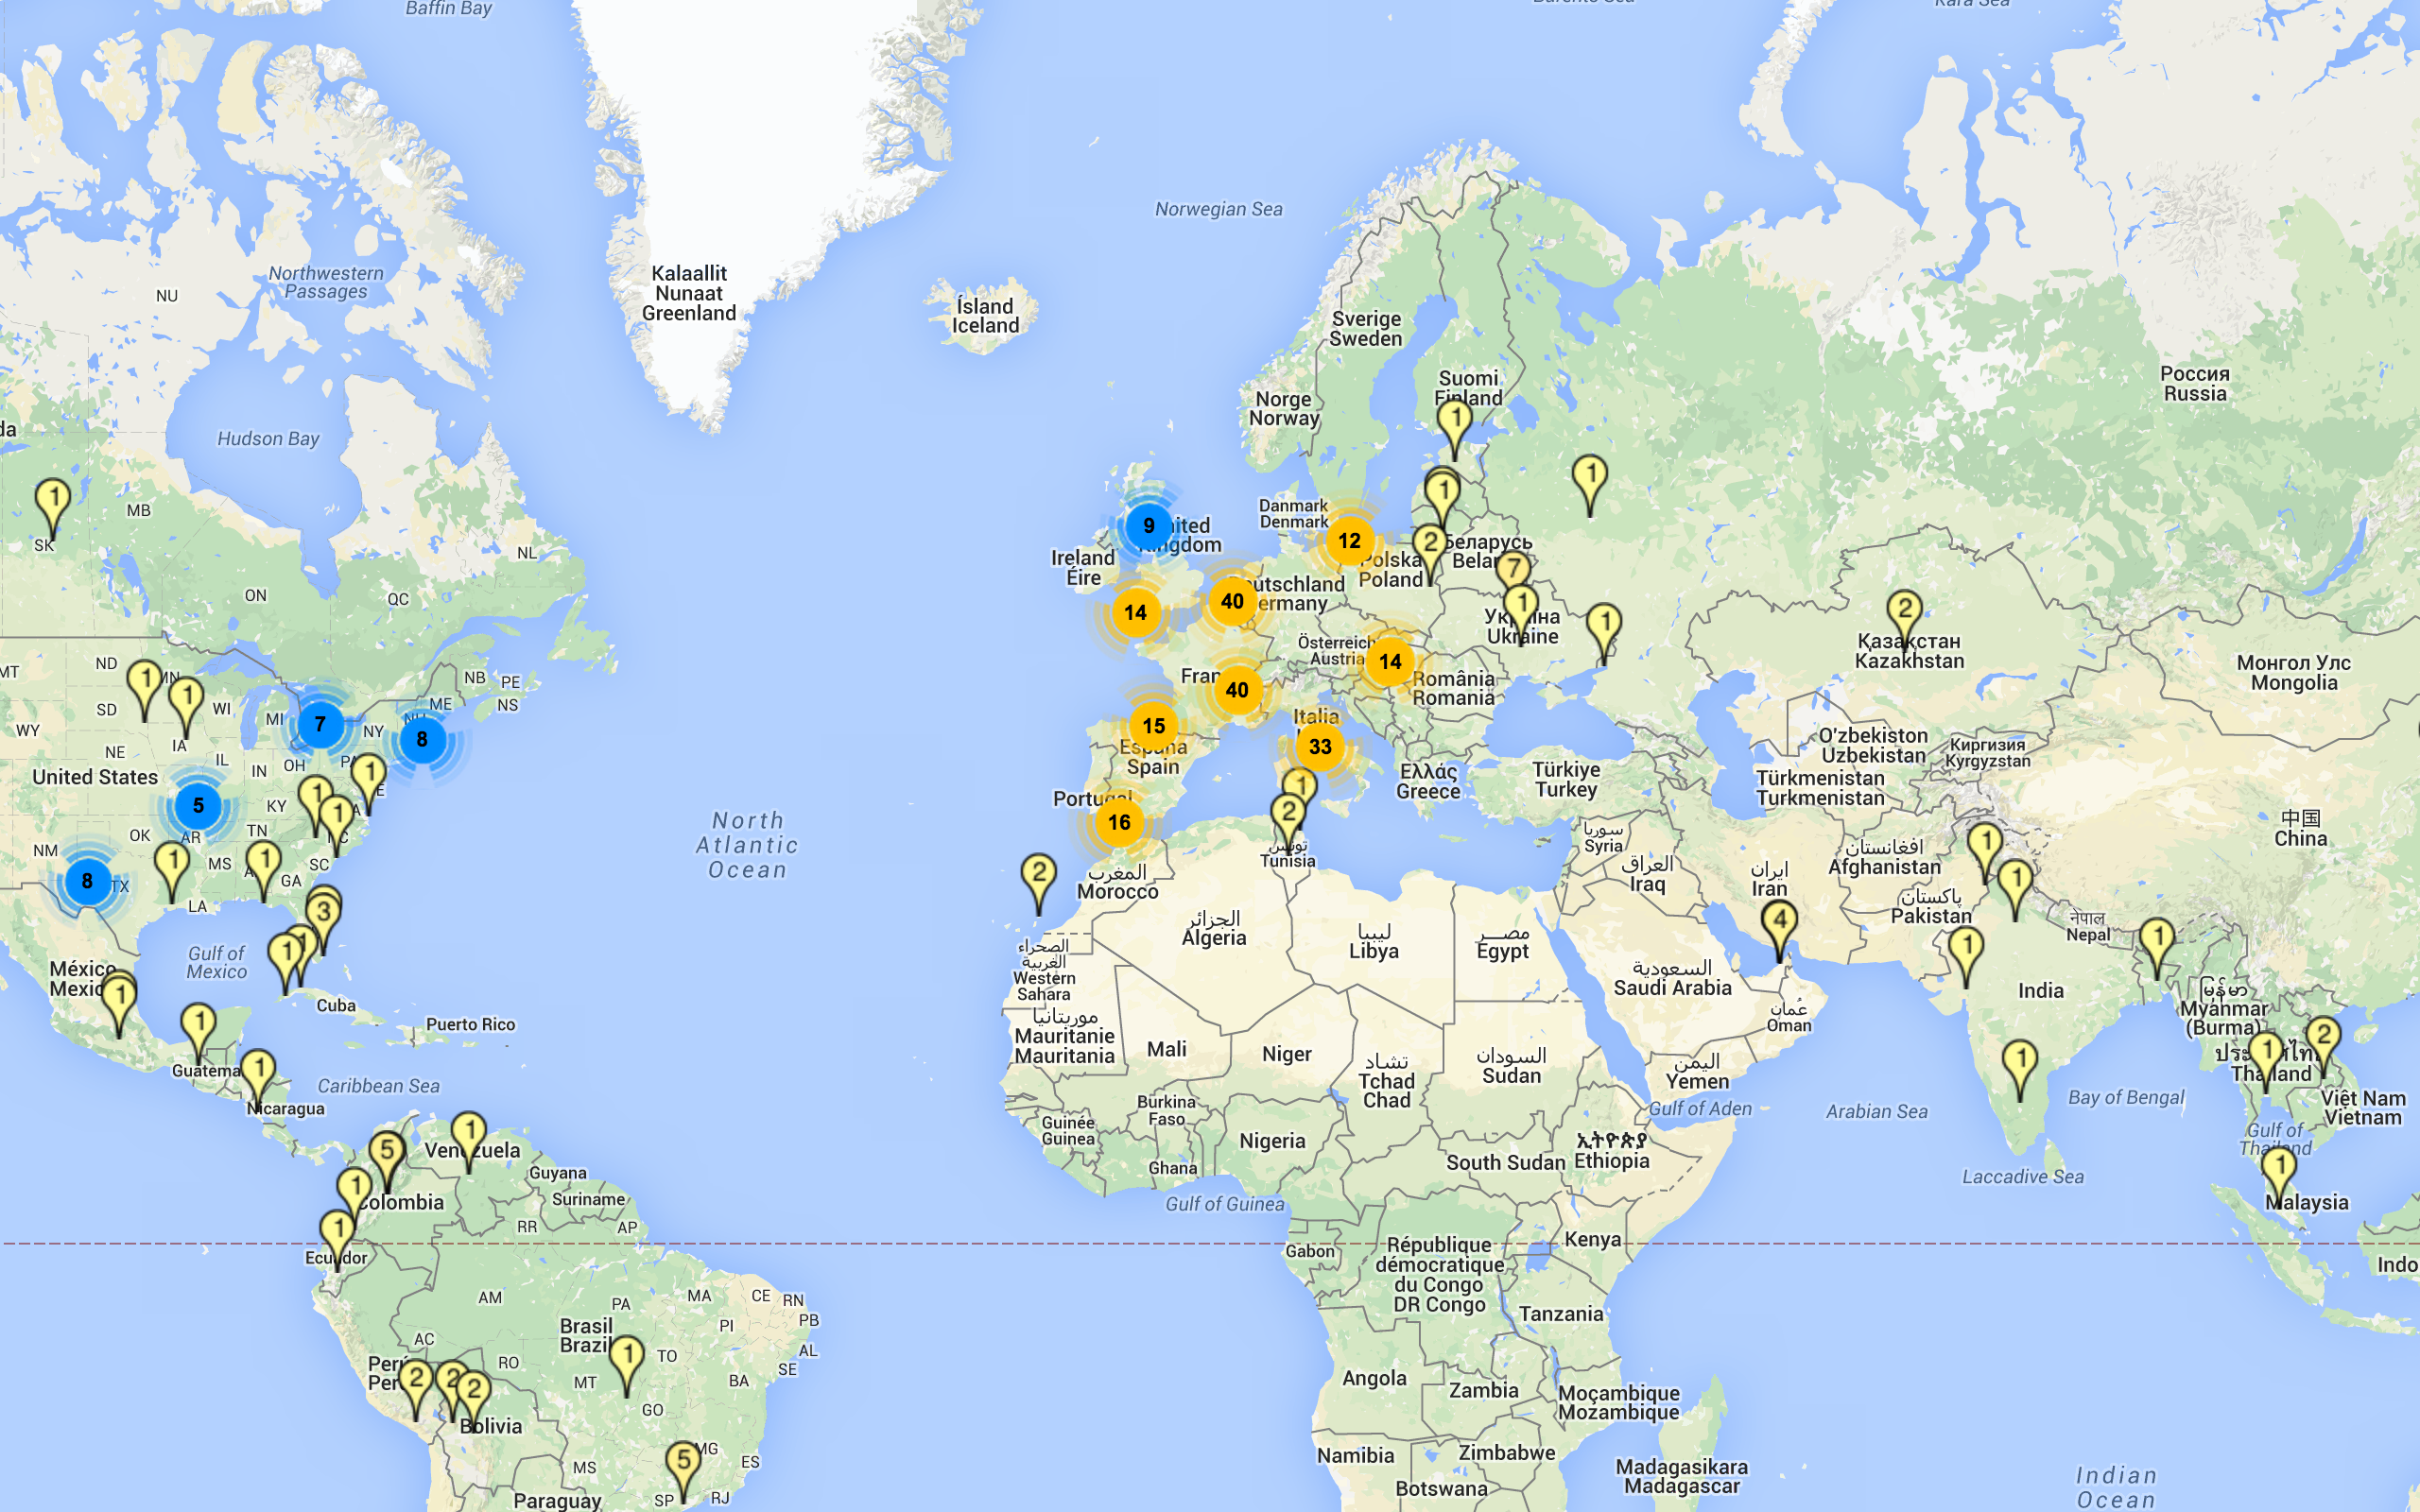 Baffin Bay
Northwestern
Passages
NU
Kalaallit
Nunaat
Greenland
Ísland
Iceland
Norwegian Sea
Sverige
Sweden
Suomi
Finland
Norge
Norway
Россия
Russia
Hudson Bay
1
1
1
1
SK
MB
ON
QC
NL
9
United
Kingdom
Ireland
Éire
Danmark
Denmark
12
Polska
Poland
2
Беларусь
Belarus
7
14
40
Deutschland
Germany
1
Україна
Ukraine
1
2
Қазақстан
Kazakhstan
Монгол Улс
Mongolia
Österreich
Austria
14
România
Romania
40
15
España
Spain
Italia
33
MT
ND
MN
1
1
SD
WI
MI
7
8
NY
ME
NB
PE
NS
WY
NE
IA
IL
IN
OH
PA
1
United States
5
KY
1
1
OK
AR
TN
NC
NM
MS
SC
GA
1
1
8
TX
LA
3
1
1
Gulf of
Mexico
México
Mexico
1
1
1
Cuba
Puerto Rico
Guatemala
Nicaragua
Caribbean Sea
North
Atlantic
Ocean
Portugal
16
1
2
تونس
Tunisia
Ελλάς
Greece
Türkiye
Turkey
O'zbekiston
Uzbekistan
Киргизия
Kyrgyzstan
Türkmenistan
Turkmenistan
中国
China
سوريا
Syria
العراق
Iraq
ایران
Iran
افغانستان
Afghanistan
پاکستان
Pakistan
1
1
4
1
1
नेपाल
Nepal
India
1
2
المغرب
Morocco
الجزائر
Algeria
ليبيا
Libya
مصر
Egypt
الصحراء
الغربية
Western
Sahara
السعودية
Saudi Arabia
عُمان
Oman
اليمن
Yemen
موريتانيا
Mauritanie
Mauritania
Mali
Niger
تشاد
Tchad
Chad
السودان
Sudan
မြန်မာ
Myanmar
(Burma)
1
2
Thailand
Việt Nam
Vietnam
Gulf of
Thailand
1
Malaysia
Indo
Bay of Bengal
Arabian Sea
Gulf of Aden
Laccadive Sea
Burkina
Faso
Guinée
Guinea
Nigeria
Ghana
Gulf of Guinea
South Sudan
ኢትዮጵያ
Ethiopia
Kenya
Gabon
République
démocratique
du Congo
DR Congo
Tanzania
Angola
Zambia
Moçambique
Mozambique
Namibia
Zimbabwe
Botswana
Madagasikara
Madagascar
Indian
Ocean
5
1
Venezuela
Guyana
Suriname
1
Colombia
1
Ecuador
RR
AP
AM
PA
MA
CE
RN
PB
PI
AL
SE
Brasil
Brazil
1
TO
AC
RO
MT
BA
GO
Perú
Peru
2
2
2
Bolivia
MG
ES
MS
5
SP
RJ
Paraguay